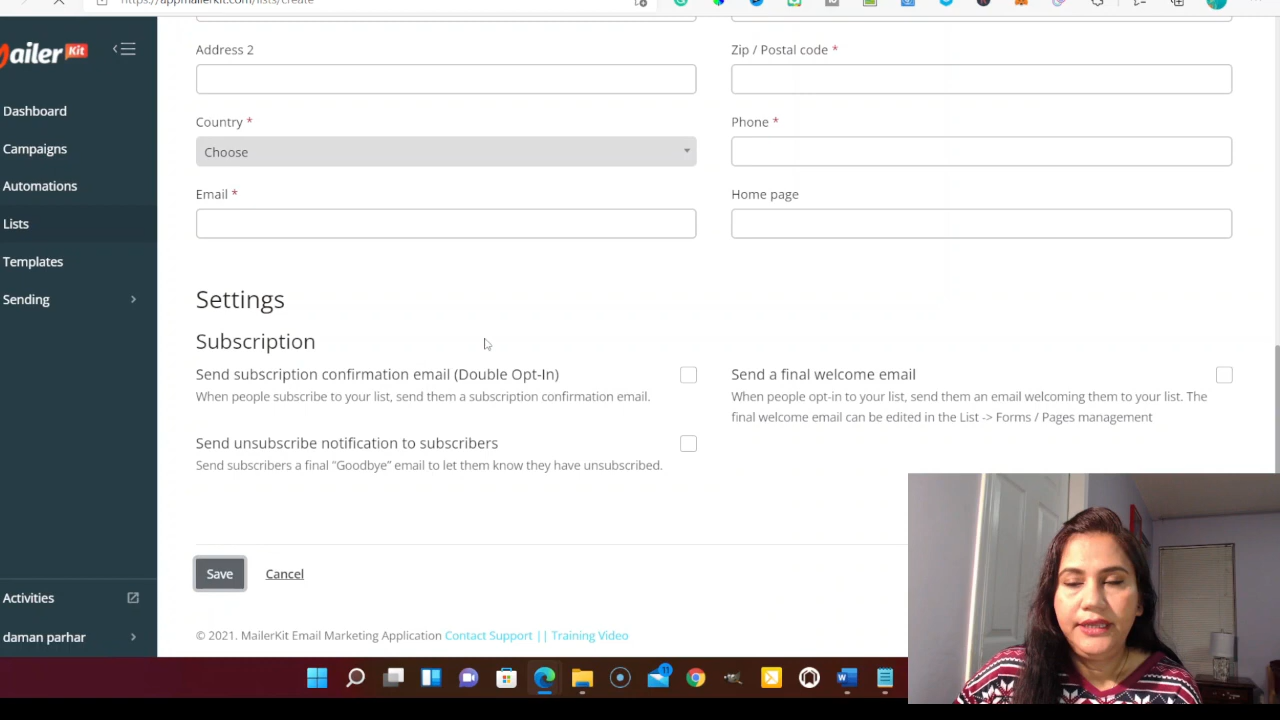 https://app.mailerkit.com/lists/create
ailer Kit
Dashboard
Campaigns
Automations
Lists
Templates
Sending
Activities
daman parhar
Address 2
Zip / Postal code *
Country *
Choose
Phone *
Email *
Home page
Settings
Subscription
Send subscription confirmation email (Double Opt-In)
When people subscribe to your list, send them a subscription confirmation email.
Send a final welcome email
When people opt-in to your list, send them an email welcoming them to your list. The
final welcome email can be edited in the List -> Forms / Pages management
Send unsubscribe notification to subscribers
Send subscribers a final “Goodbye” email to let them know they have unsubscribed.
Save
Cancel
© 2021. MailerKit Email Marketing Application Contact Support || Training Video
11